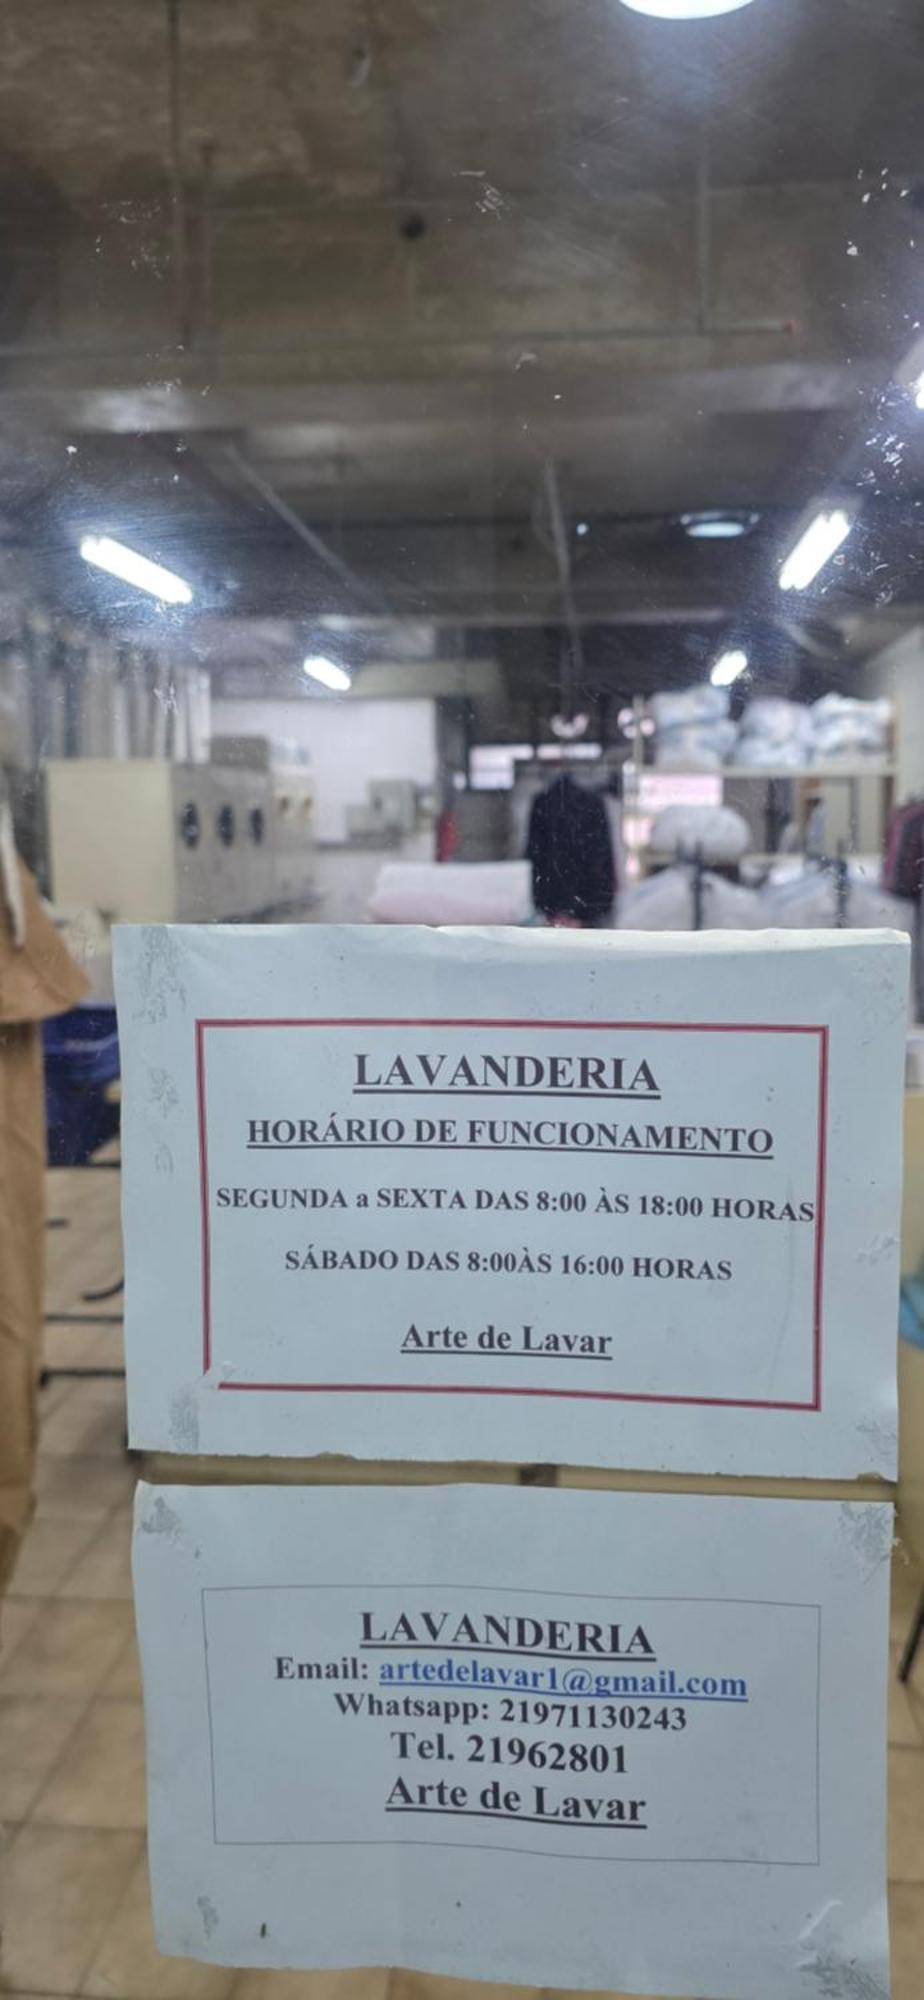 LAVANDERIA
HORÁRIO DE FUNCIONAMENTO
SEGUNDA a SEXTA DAS 8:00 ÀS 18:00 HORAS
SÁBADO DAS 8:00ÀS 16:00 HORAS
Arte de Lavar
LAVANDERIA
Email: artedelavar1@gmail.com
Whatsapp: 21971130243
Tel. 21962801
Arte de Lavar